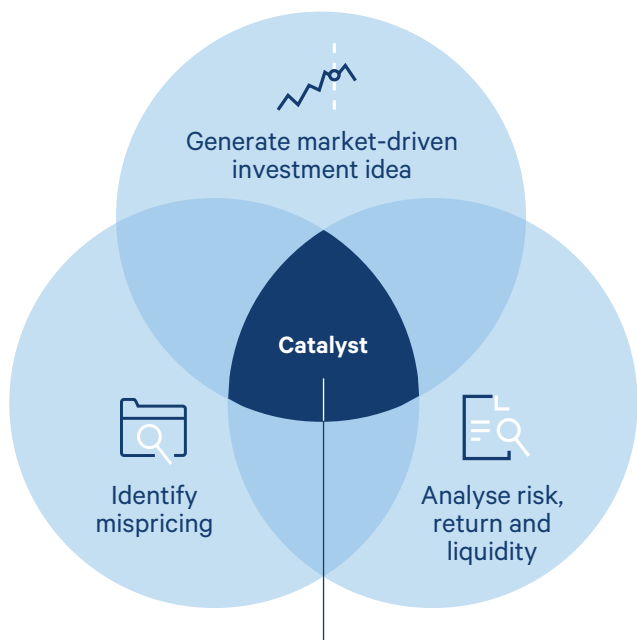 Generate market-driven
investment idea
Catalyst
Identify
mispricing
Analyse risk,
return and
liquidity